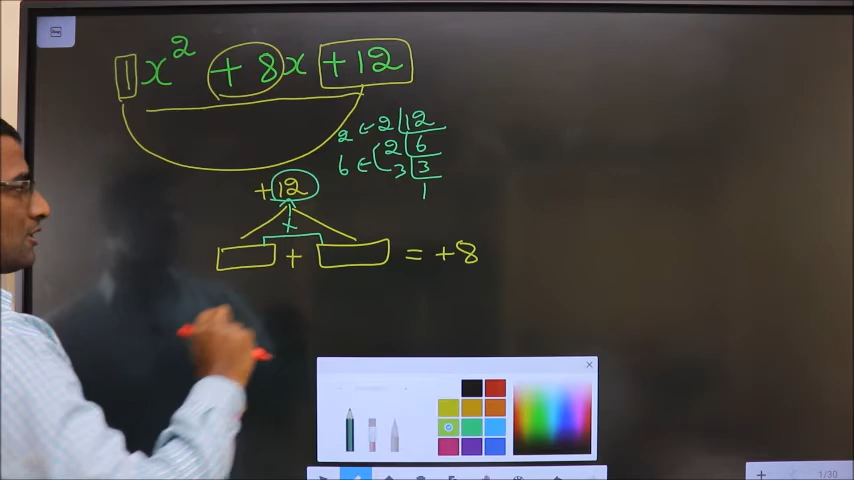 1x² +8x +12
2 ← 2 | 12
2 | 6
6 ← 3 | 3
1
+12
×
+ = +8
1/30